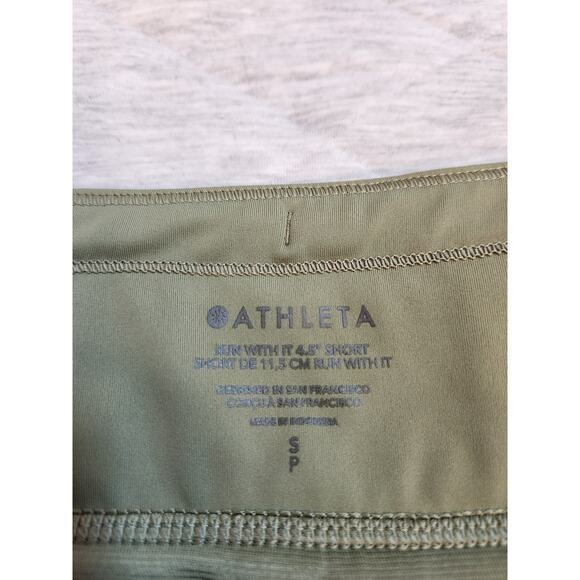 ATHLETA
RUN WITH IT 4.5" SHORT
SHORT DE 11,5 CM RUN WITH IT
DESIGNED IN SAN FRANCISCO
CONÇU À SAN FRANCISCO
MADE IN INDONESIA
S
P